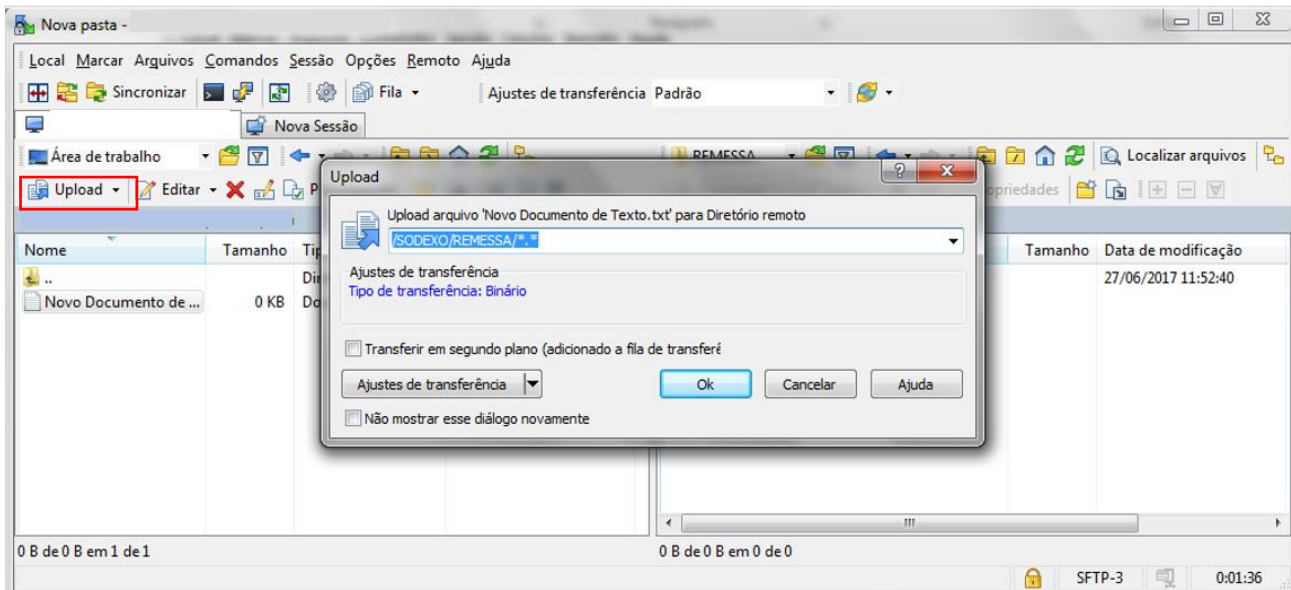 Nova pasta -
Local Marcar Arquivos Comandos Sessão Opções Remoto Ajuda
Sincronizar Fila Ajustes de transferência Padrão
Nova Sessão
Área de trabalho REMESSA Localizar arquivos
Upload Editar P opriedades
Upload
Upload arquivo 'Novo Documento de Texto.txt' para Diretório remoto
/SODEXO/REMESSA/*.*
Ajustes de transferência
Tipo de transferência: Binário
Transferir em segundo plano (adicionado a fila de transferê
Ajustes de transferência Ok Cancelar Ajuda
Não mostrar esse diálogo novamente
Nome Tamanho Tip Tamanho Data de modificação
.. Dir 27/06/2017 11:52:40
Novo Documento de ... 0 KB Do
0 B de 0 B em 1 de 1 0 B de 0 B em 0 de 0
SFTP-3 0:01:36